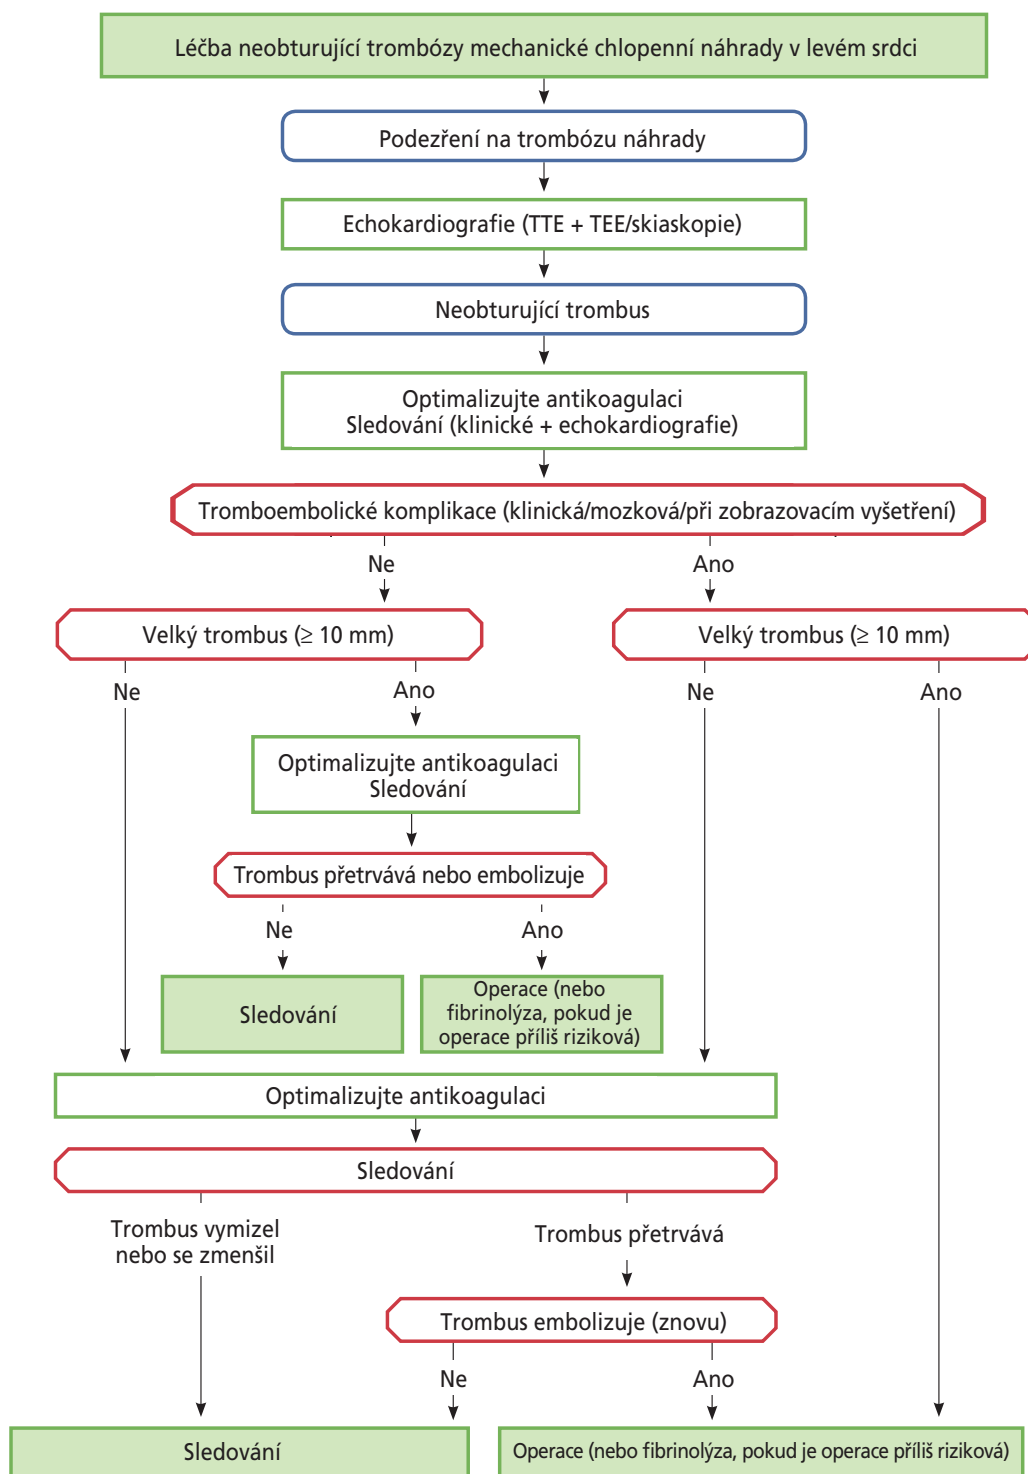 Léčba neobturující trombózy mechanické chlopenní náhrady v levém srdci
Podezření na trombózu náhrady
Echokardiografie (TTE + TEE/skiaskopie)
Neobturující trombus
Optimalizujte antikoagulaci
Sledování (klinické + echokardiografie)
Tromboembolické komplikace (klinická/mozková/při zobrazovacím vyšetření)
Ne
Ano
Velký trombus (≥ 10 mm)
Velký trombus (≥ 10 mm)
Ne
Ano
Ne
Ano
Optimalizujte antikoagulaci
Sledování
Trombus přetrvává nebo embolizuje
Ne
Ano
Sledování
Operace (nebo
fibrinolýza, pokud je
operace příliš riziková)
Optimalizujte antikoagulaci
Sledování
Trombus vymizel
nebo se zmenšil
Trombus přetrvává
Trombus embolizuje (znovu)
Ne
Ano
Sledování
Operace (nebo fibrinolýza, pokud je operace příliš riziková)